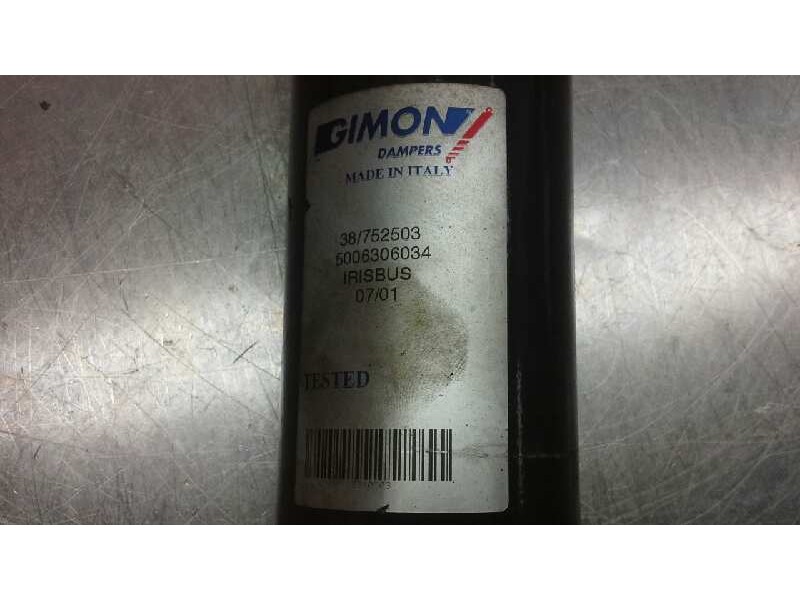 GIMON
DAMPERS
MADE IN ITALY
38/752503
5006306034
IRISBUS
07/01
TESTED